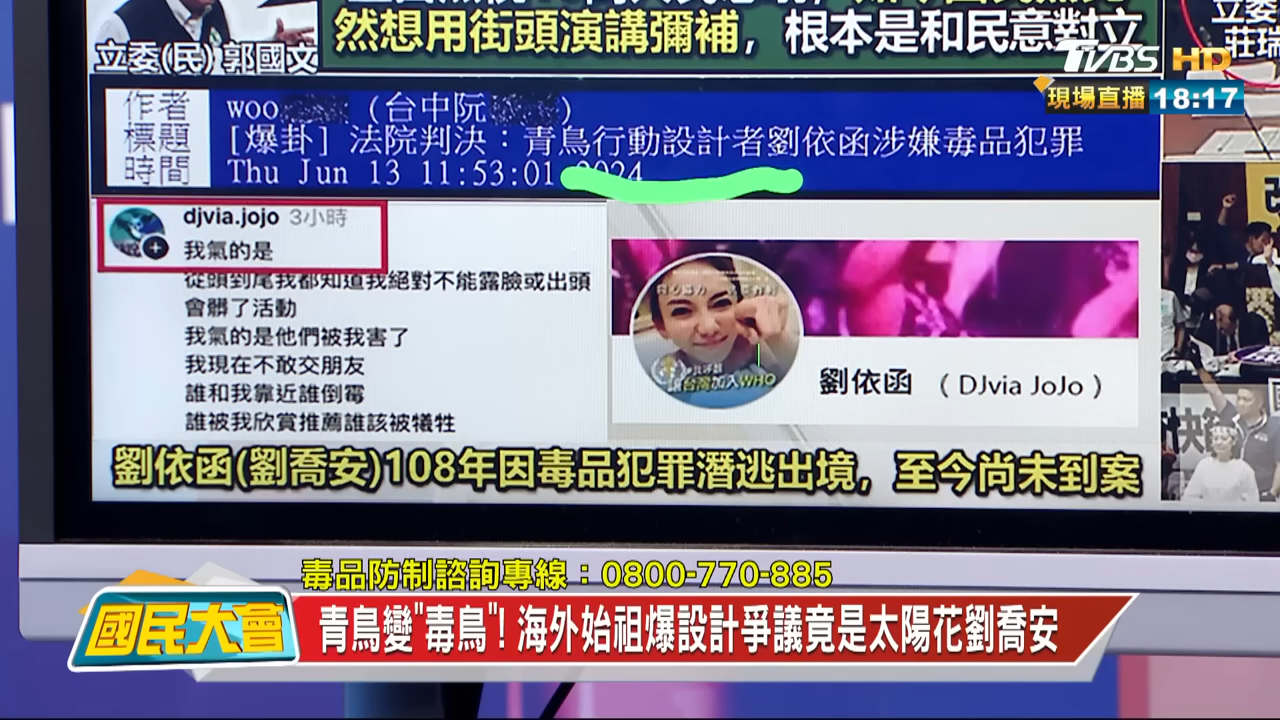 然想用街頭演講彌補，根本是和民意對立
立委(民) 郭國文
立委
莊瑞
TVBS HD
現場直播 18:17
作者 woo (台中阮 )
標題 [爆卦] 法院判決：青鳥行動設計者劉依函涉嫌毒品犯罪
時間 Thu Jun 13 11:53:01 2024
djvia.jojo 3小時
我氣的是
從頭到尾我都知道我絕對不能露臉或出頭
會髒了活動
我氣的是他們被我害了
我現在不敢交朋友
誰和我靠近誰倒霉
誰被我欣賞推薦誰該被犧牲
台灣加入WHO
劉依函 （DJvia JoJo）
劉依函(劉喬安)108年因毒品犯罪潛逃出境，至今尚未到案
毒品防制諮詢專線：0800-770-885
國民大會
青鳥變"毒鳥"! 海外始祖爆設計爭議竟是太陽花劉喬安